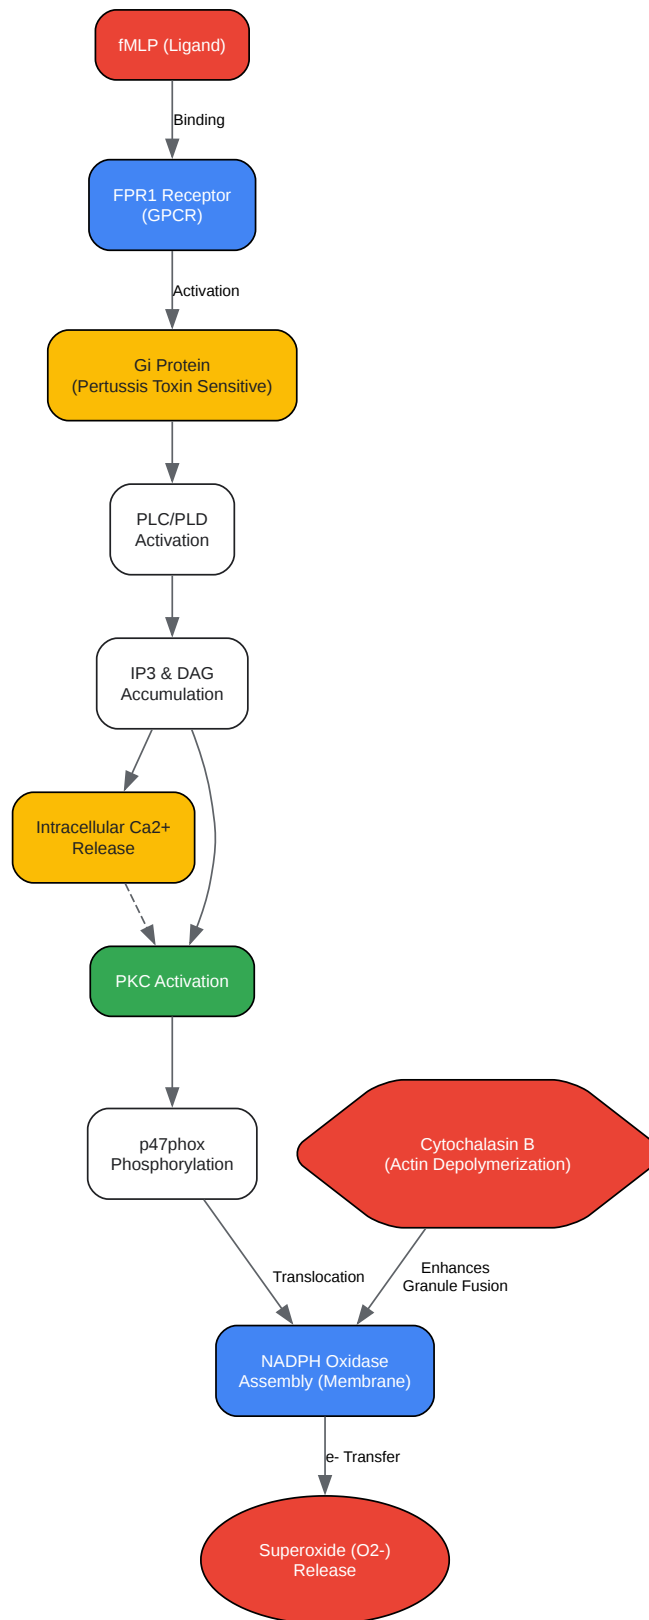 fMLP (Ligand)
Binding
FPR1 Receptor
(GPCR)
Activation
Gi Protein
(Pertussis Toxin Sensitive)
PLC/PLD
Activation
IP3 & DAG
Accumulation
Intracellular Ca2+
Release
PKC Activation
p47phox
Phosphorylation
Cytochalasin B
(Actin Depolymerization)
Translocation
Enhances
Granule Fusion
NADPH Oxidase
Assembly (Membrane)
e- Transfer
Superoxide (O2-)
Release